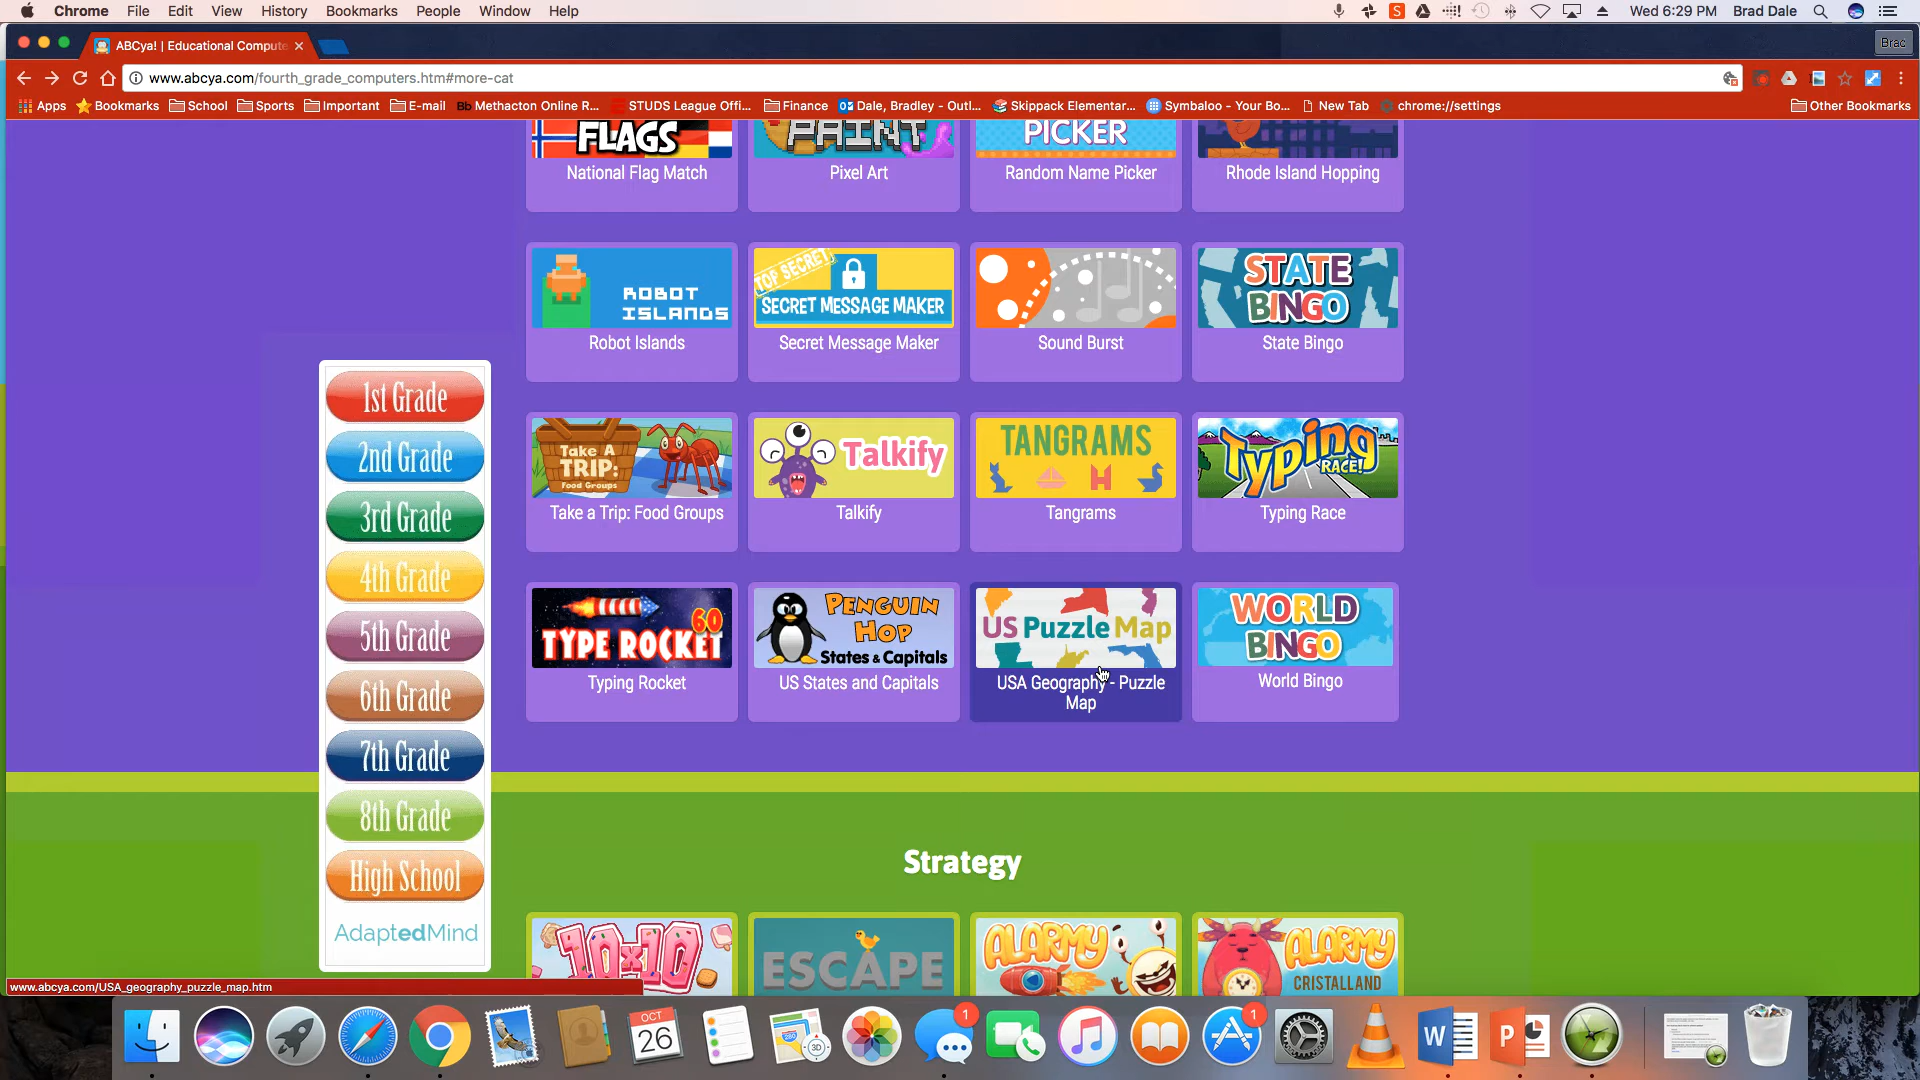 Chrome File Edit View History Bookmarks People Window Help
S
Wed 6:29 PM Brad Dale
ABCya! | Educational Compute
Brad
www.abcya.com/fourth_grade_computers.htm#more-cat
Apps Bookmarks School Sports Important E-mail Bb Methacton Online R... STUDS League Offi... Finance Dale, Bradley - Outl... Skippack Elementar... Symbaloo - Your Bo... New Tab chrome://settings Other Bookmarks
FLAGS PAINT PICKER
National Flag Match Pixel Art Random Name Picker Rhode Island Hopping
ROBOT ISLANDS
TOP SECRET
SECRET MESSAGE MAKER
STATE BINGO
Robot Islands Secret Message Maker Sound Burst State Bingo
Take A TRIP: Food Groups
Talkify
TANGRAMS
Typing RACE!
Take a Trip: Food Groups Talkify Tangrams Typing Race
TYPE ROCKET 60
PENGUIN HOP States & Capitals
US Puzzle Map
WORLD BINGO
Typing Rocket US States and Capitals USA Geography - Puzzle Map World Bingo
1st Grade
2nd Grade
3rd Grade
4th Grade
5th Grade
6th Grade
7th Grade
8th Grade
High School
AdaptedMind
Strategy
10x10
ESCAPE
ALARMY
ALARMY CRISTALLAND
www.abcya.com/USA_geography_puzzle_map.htm
OCT 26
280
3D
1
1
W
P